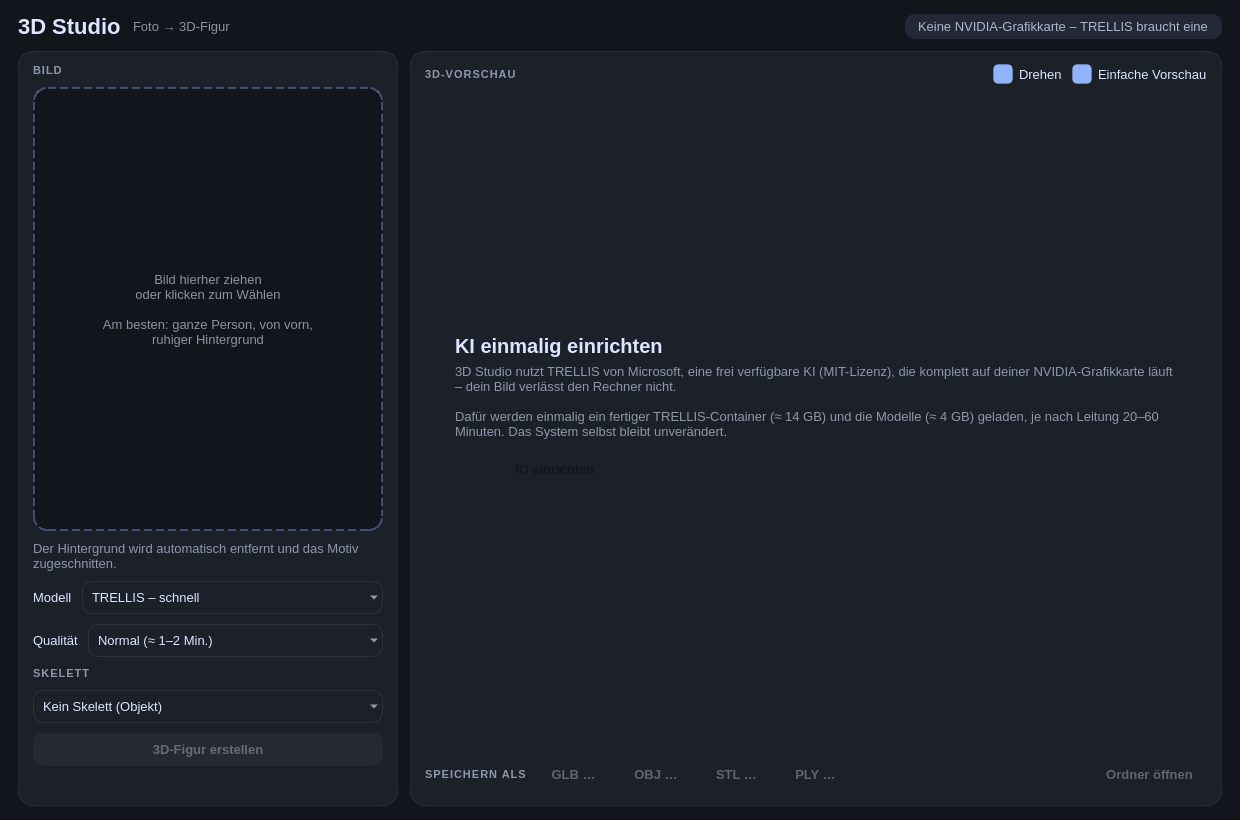 3D Studio Foto → 3D-Figur
Keine NVIDIA-Grafikkarte – TRELLIS braucht eine
BILD
Bild hierher ziehen
oder klicken zum Wählen
Am besten: ganze Person, von vorn,
ruhiger Hintergrund
Der Hintergrund wird automatisch entfernt und das Motiv
zugeschnitten.
Modell TRELLIS – schnell
Qualität Normal (≈ 1–2 Min.)
SKELETT
Kein Skelett (Objekt)
3D-Figur erstellen
3D-VORSCHAU
Drehen Einfache Vorschau
KI einmalig einrichten
3D Studio nutzt TRELLIS von Microsoft, eine frei verfügbare KI (MIT-Lizenz), die komplett auf deiner NVIDIA-Grafikkarte läuft
– dein Bild verlässt den Rechner nicht.
Dafür werden einmalig ein fertiger TRELLIS-Container (≈ 14 GB) und die Modelle (≈ 4 GB) geladen, je nach Leitung 20–60
Minuten. Das System selbst bleibt unverändert.
KI einrichten
SPEICHERN ALS GLB … OBJ … STL … PLY … Ordner öffnen